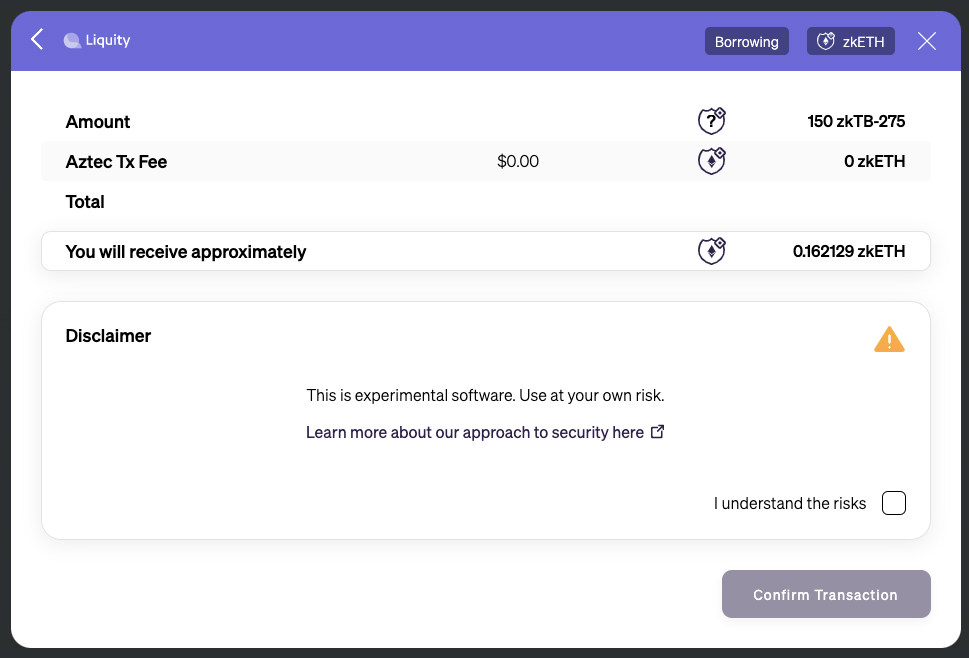 Liquity
Borrowing
zkETH
Amount ? 150 zkTB-275
Aztec Tx Fee $0.00 0 zkETH
Total
You will receive approximately 0.162129 zkETH
Disclaimer
This is experimental software. Use at your own risk.
Learn more about our approach to security here
I understand the risks
Confirm Transaction